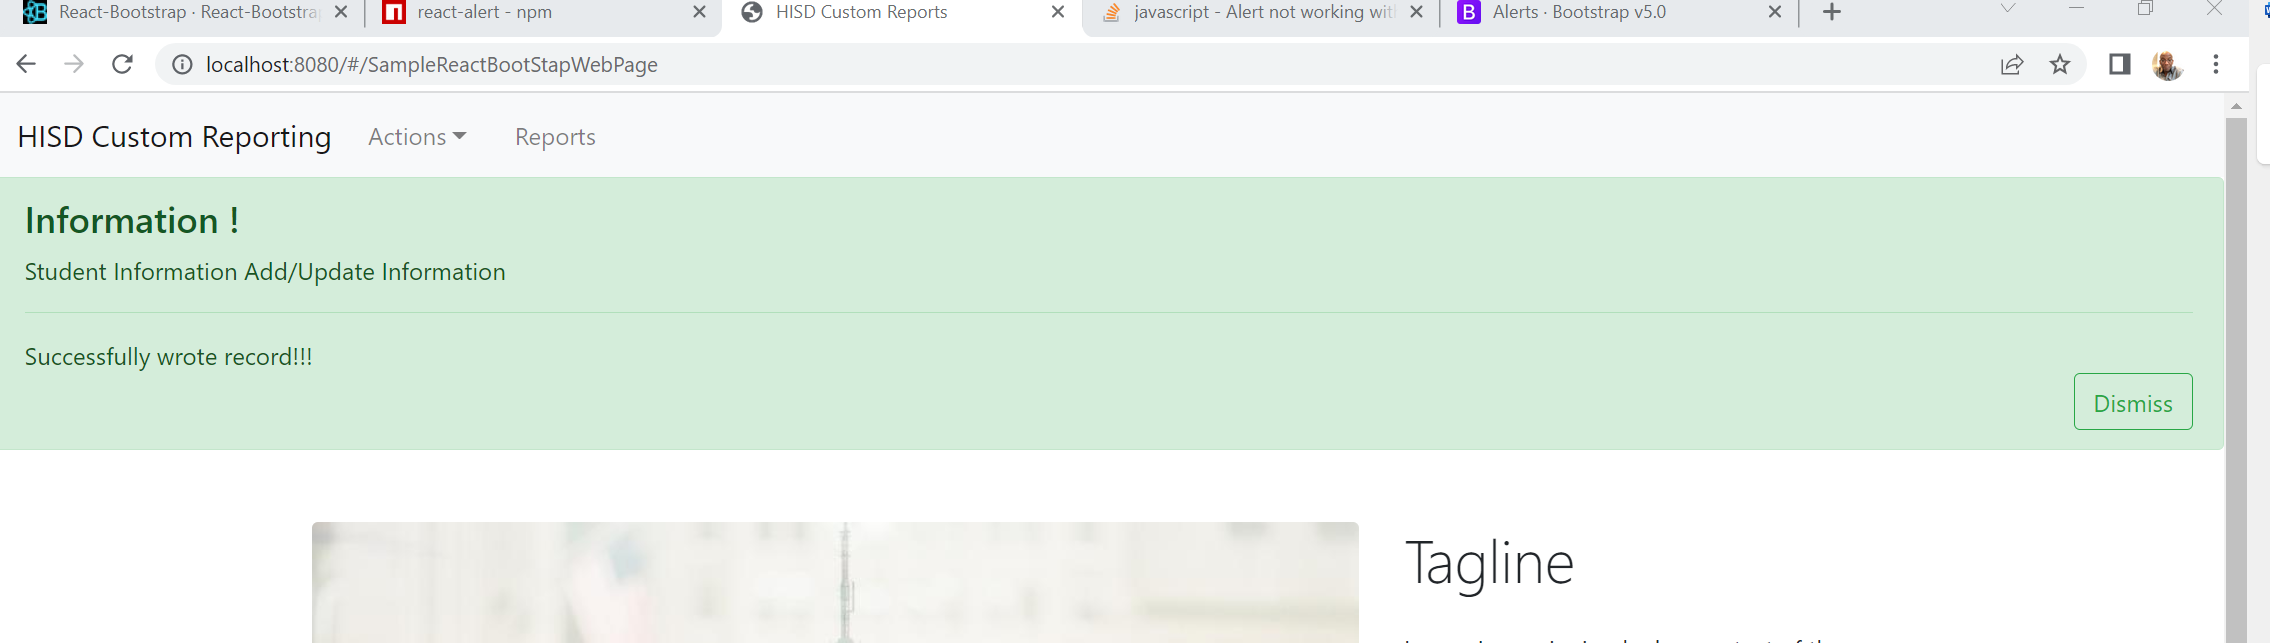 React-Bootstrap · React-Bootstrap
react-alert - npm
HISD Custom Reports
javascript - Alert not working wit
Alerts · Bootstrap v5.0
localhost:8080/#/SampleReactBootStapWebPage
HISD Custom Reporting
Actions
Reports
Information !
Student Information Add/Update Information
Successfully wrote record!!!
Dismiss
Tagline